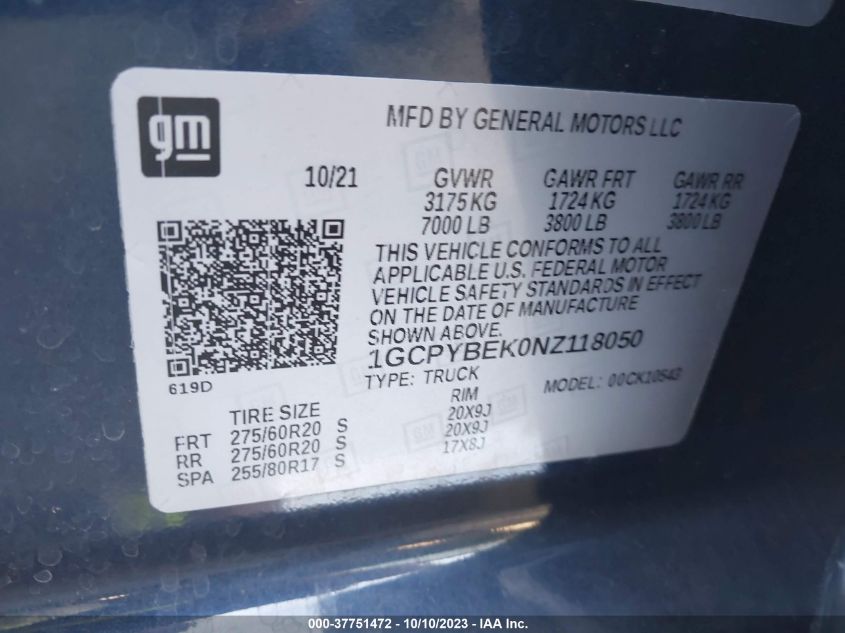 gm
MFD BY GENERAL MOTORS LLC
10/21 GVWR GAWR FRT GAWR RR
3175 KG 1724 KG 1724 KG
7000 LB 3800 LB 3800 LB
THIS VEHICLE CONFORMS TO ALL
APPLICABLE U.S. FEDERAL MOTOR
VEHICLE SAFETY STANDARDS IN EFFECT
ON THE DATE OF MANUFACTURE
SHOWN ABOVE.
1GCPYBEK0NZ118050
619D
TYPE: TRUCK MODEL: 00CK10543
TIRE SIZE RIM
FRT 275/60R20 S 20X9J
RR 275/60R20 S 20X9J
SPA 255/80R17 S 17X8J
000-37751472 - 10/10/2023 - IAA Inc.